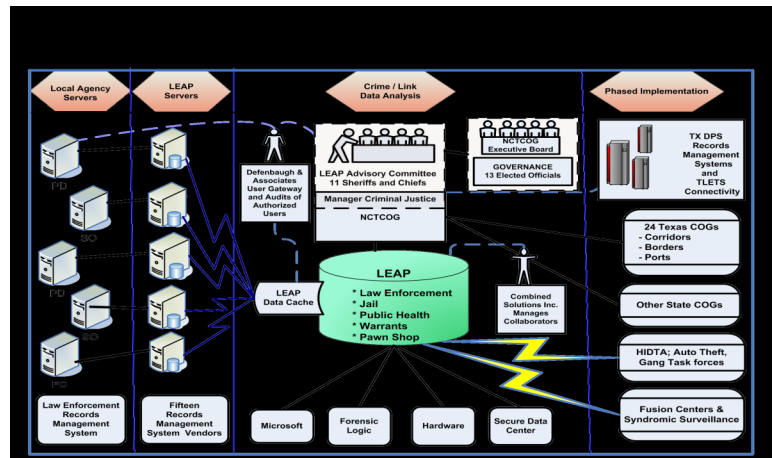 Local Agency
Servers
LEAP
Servers
Crime / Link
Data Analysis
Phased Implementation
PD
SO
PD
SO
PD
Law Enforcement
Records
Management
System
Fifteen
Records
Management
System Vendors
Defenbaugh &
Associates
User Gateway
and Audits of
Authorized
Users
LEAP Advisory Committee
11 Sheriffs and Chiefs
Manager Criminal Justice
NCTCOG
NCTCOG
Executive Board
GOVERNANCE
13 Elected Officials
LEAP
Data Cache
LEAP
* Law Enforcement
* Jail
* Public Health
* Warrants
* Pawn Shop
Combined
Solutions Inc.
Manages
Collaborators
Microsoft
Forensic
Logic
Hardware
Secure Data
Center
TX DPS
Records
Management
Systems
and
TLETS
Connectivity
24 Texas COGs
- Corridors
- Borders
- Ports
Other State COGs
HIDTA; Auto Theft,
Gang Task forces
Fusion Centers &
Syndromic Surveillance